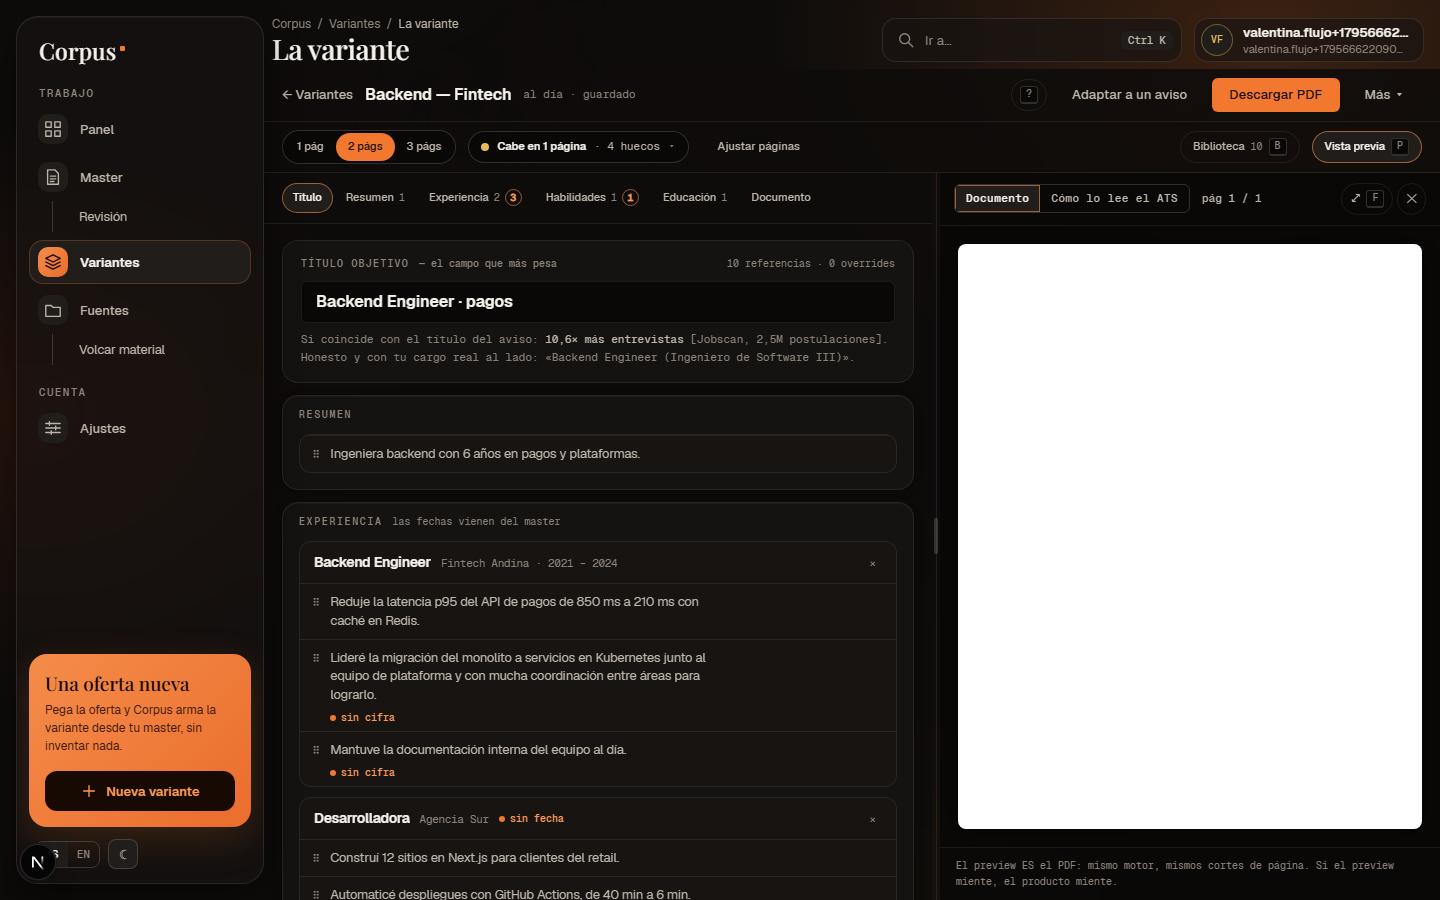 Corpus
TRABAJO
Panel
Master
Revisión
Variantes
Fuentes
Volcar material
CUENTA
Ajustes
Una oferta nueva
Pega la oferta y Corpus arma la
variante desde tu master, sin
inventar nada.
Nueva variante
EN
Corpus / Variantes / La variante
La variante
Ir a...
Ctrl K
VF
valentina.flujo+17956662...
valentina.flujo+179566622090...
← Variantes
Backend — Fintech
al día · guardado
?
Adaptar a un aviso
Descargar PDF
Más
1 pág
2 págs
3 págs
Cabe en 1 página · 4 huecos
Ajustar páginas
Biblioteca 10 B
Vista previa P
Título
Resumen 1
Experiencia 2 3
Habilidades 1 1
Educación 1
Documento
TÍTULO OBJETIVO — el campo que más pesa
10 referencias · 0 overrides
Backend Engineer · pagos
Si coincide con el título del aviso: 10,6× más entrevistas [Jobscan, 2,5M postulaciones].
Honesto y con tu cargo real al lado: «Backend Engineer (Ingeniero de Software III)».
RESUMEN
Ingeniera backend con 6 años en pagos y plataformas.
EXPERIENCIA las fechas vienen del master
Backend Engineer Fintech Andina · 2021 – 2024 ×
Reduje la latencia p95 del API de pagos de 850 ms a 210 ms con
caché en Redis.
Lideré la migración del monolito a servicios en Kubernetes junto al
equipo de plataforma y con mucha coordinación entre áreas para
lograrlo.
sin cifra
Mantuve la documentación interna del equipo al día.
sin cifra
Desarrolladora Agencia Sur sin fecha ×
Construí 12 sitios en Next.js para clientes del retail.
Automaticé despliegues con GitHub Actions, de 40 min a 6 min.
Documento
Cómo lo lee el ATS
pág 1 / 1
F
El preview ES el PDF: mismo motor, mismos cortes de página. Si el preview
miente, el producto miente.